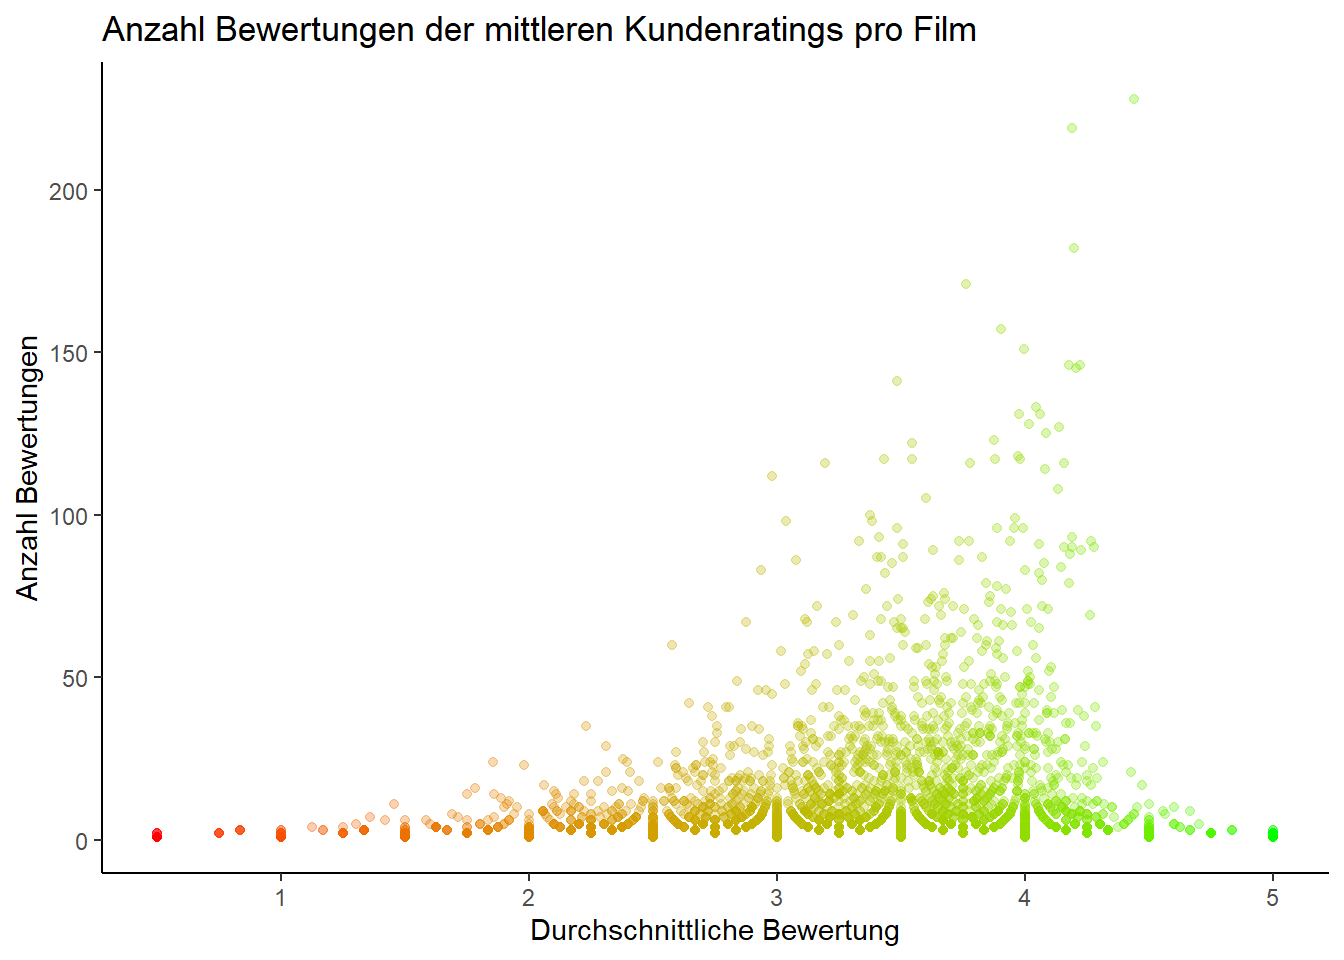 Anzahl Bewertungen der mittleren Kundenratings pro Film
Anzahl Bewertungen
200
150
100
50
0
1 2 3 4 5
Durchschnittliche Bewertung